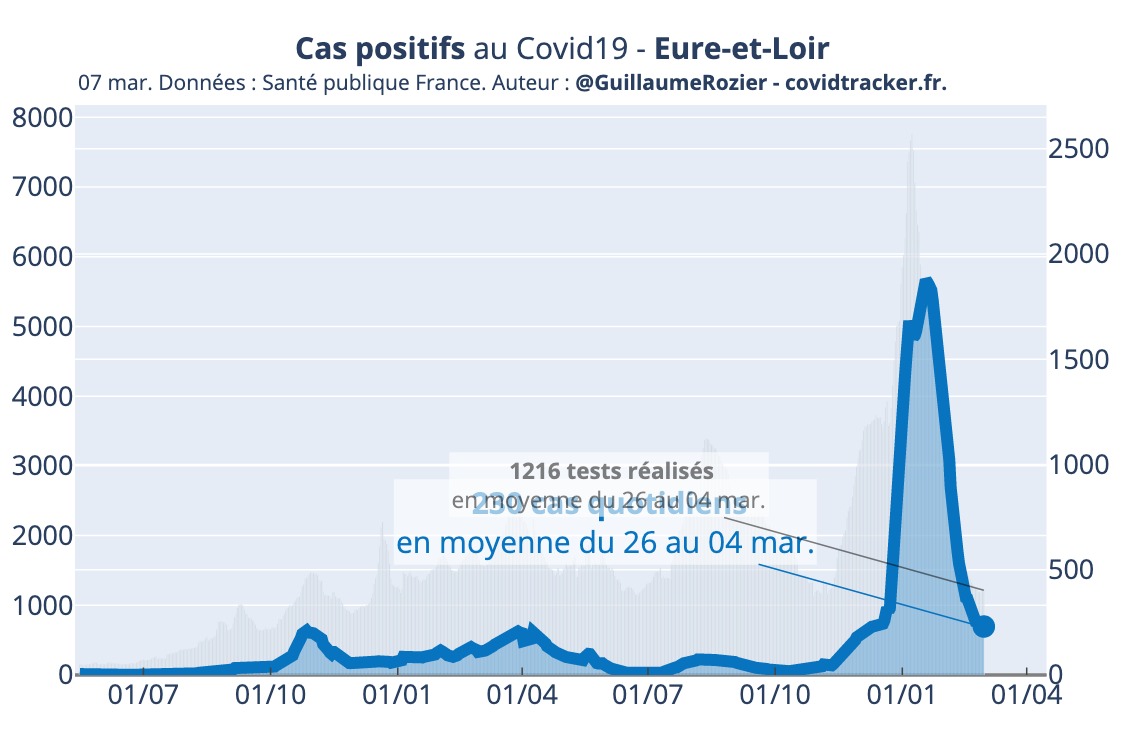 Cas positifs au Covid19 - Eure-et-Loir
07 mar. Données : Santé publique France. Auteur : @GuillaumeRozier - covidtracker.fr.
8000
7000
6000
5000
4000
3000
2000
1000
0
2500
2000
1500
1000
500
0
1216 tests réalisés
en moyenne du 26 au 04 mar.
230 cas quotidiens
en moyenne du 26 au 04 mar.
01/07 01/10 01/01 01/04 01/07 01/10 01/01 01/04